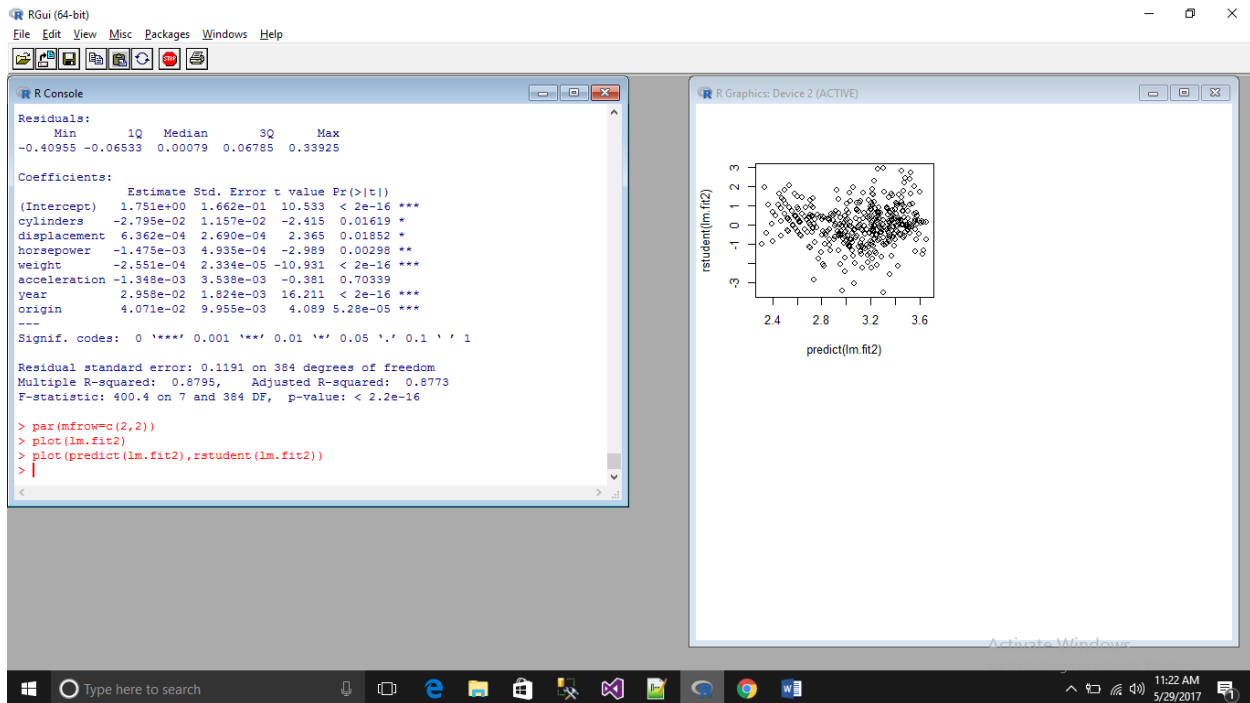 RGui (64-bit)
File Edit View Misc Packages Windows Help
STOP
R Console
Residuals:
Min 1Q Median 3Q Max
-0.40955 -0.06533 0.00079 0.06785 0.33925
Coefficients:
Estimate Std. Error t value Pr(>|t|)
(Intercept) 1.751e+00 1.662e-01 10.533 < 2e-16 ***
cylinders -2.795e-02 1.157e-02 -2.415 0.01619 *
displacement 6.362e-04 2.690e-04 2.365 0.01852 *
horsepower -1.475e-03 4.935e-04 -2.989 0.00298 **
weight -2.551e-04 2.334e-05 -10.931 < 2e-16 ***
acceleration -1.348e-03 3.538e-03 -0.381 0.70339
year 2.958e-02 1.824e-03 16.211 < 2e-16 ***
origin 4.071e-02 9.955e-03 4.089 5.28e-05 ***
---
Signif. codes: 0 ‘***’ 0.001 ‘**’ 0.01 ‘*’ 0.05 ‘.’ 0.1 ‘ ’ 1
Residual standard error: 0.1191 on 384 degrees of freedom
Multiple R-squared: 0.8795, Adjusted R-squared: 0.8773
F-statistic: 400.4 on 7 and 384 DF, p-value: < 2.2e-16
> par(mfrow=c(2,2))
> plot(lm.fit2)
> plot(predict(lm.fit2),rstudent(lm.fit2))
>
R Graphics: Device 2 (ACTIVE)
rstudent(lm.fit2)
3
2
1
0
-1
-3
2.4 2.8 3.2 3.6
predict(lm.fit2)
Activate Windows
Type here to search
11:22 AM
5/29/2017
1